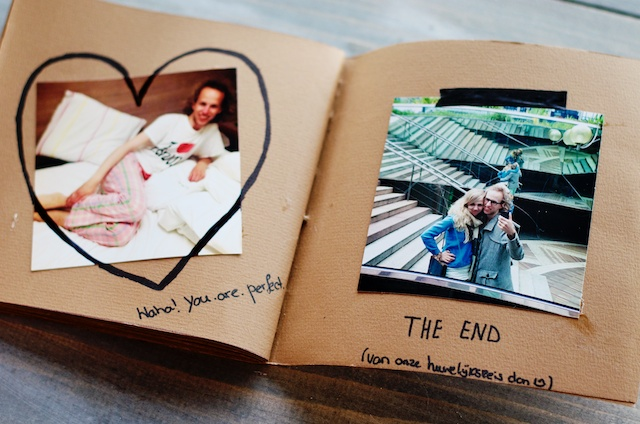 Haha! You. are. perfect.
THE END
(van onze huwelijksreis dan ☺)